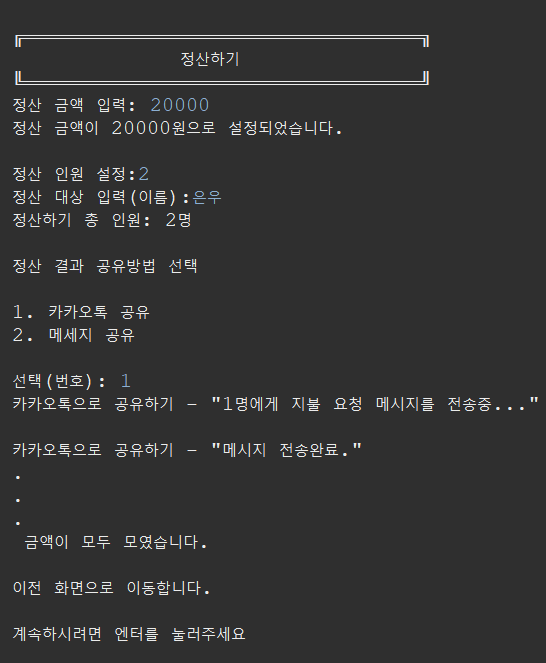 정산하기
정산 금액 입력: 20000
정산 금액이 20000원으로 설정되었습니다.
정산 인원 설정:2
정산 대상 입력(이름):은우
정산하기 총 인원: 2명
정산 결과 공유방법 선택
1. 카카오톡 공유
2. 메세지 공유
선택(번호): 1
카카오톡으로 공유하기 - "1명에게 지불 요청 메시지를 전송중..."
카카오톡으로 공유하기 - "메시지 전송완료."
.
.
.
금액이 모두 모였습니다.
이전 화면으로 이동합니다.
계속하시려면 엔터를 눌러주세요